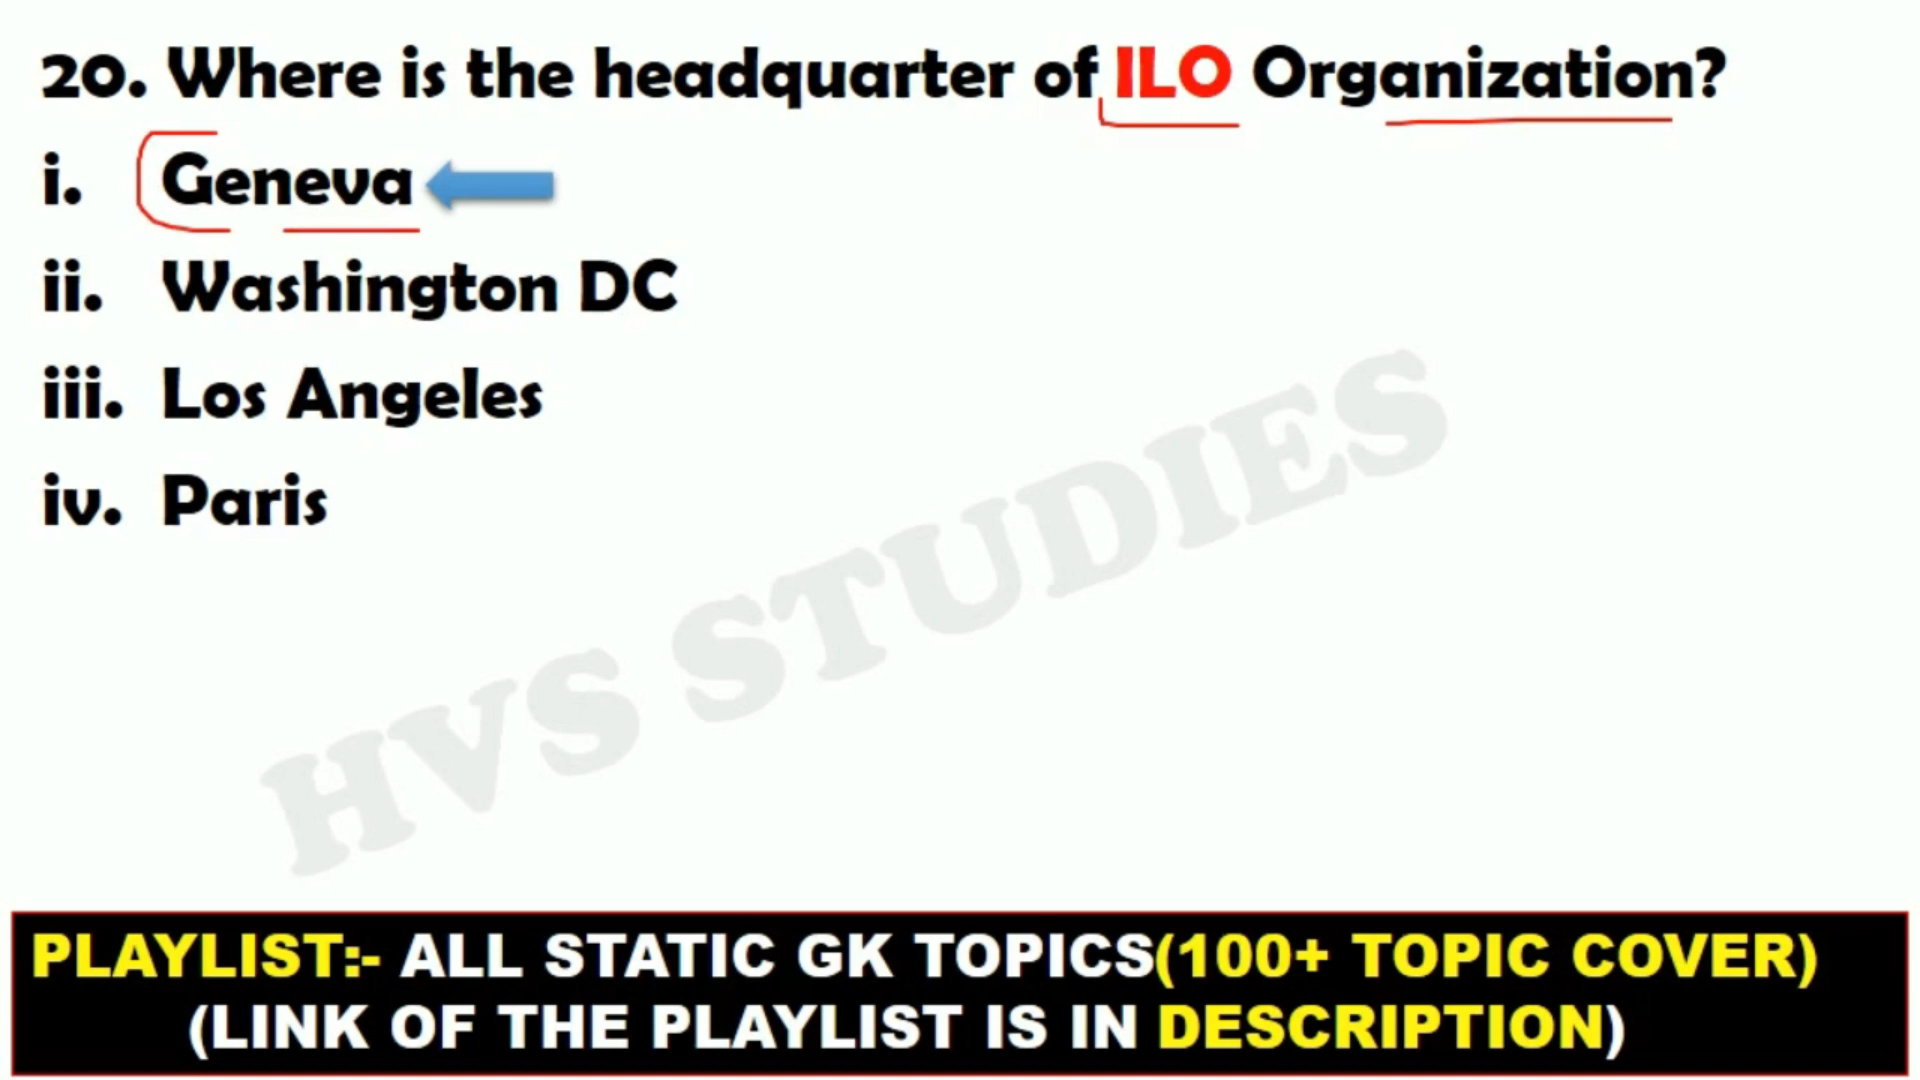 20. Where is the headquarter of ILO Organization?
i. Geneva
ii. Washington DC
iii. Los Angeles
iv. Paris
HVS STUDIES
PLAYLIST:- ALL STATIC GK TOPICS(100+ TOPIC COVER)
(LINK OF THE PLAYLIST IS IN DESCRIPTION)